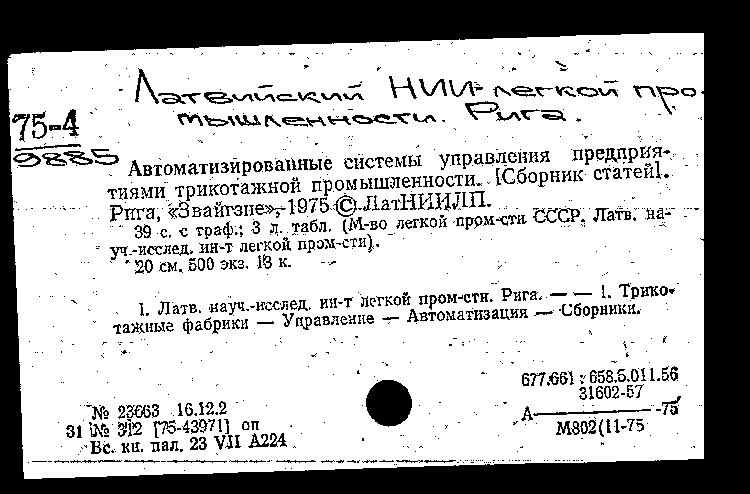 Латвийский НИИ легкой про-
мышленности. Рига.
75-4
9885
Автоматизированные системы управления предприя-
тиями трикотажной промышленности. [Сборник статей].
Рига, «Звайгзне», 1975 © ЛатНИИЛП.
39 с. с граф.; 3 л. табл. (М-во легкой пром-сти СССР. Латв. на-
уч.-исслед. ин-т легкой пром-сти).
20 см. 500 экз. 18 к.
1. Латв. науч.-исслед. ин-т легкой пром-сти. Рига. — — 1. Трико-
тажные фабрики — Управление — Автоматизация — Сборники.
677.661 : 658.5.011.56
31602-57
А— -75
М802(11-75
№ 23663 16.12.2
31 № 312 [75-43971] оп
Вс. кн. пал. 23 VII А224